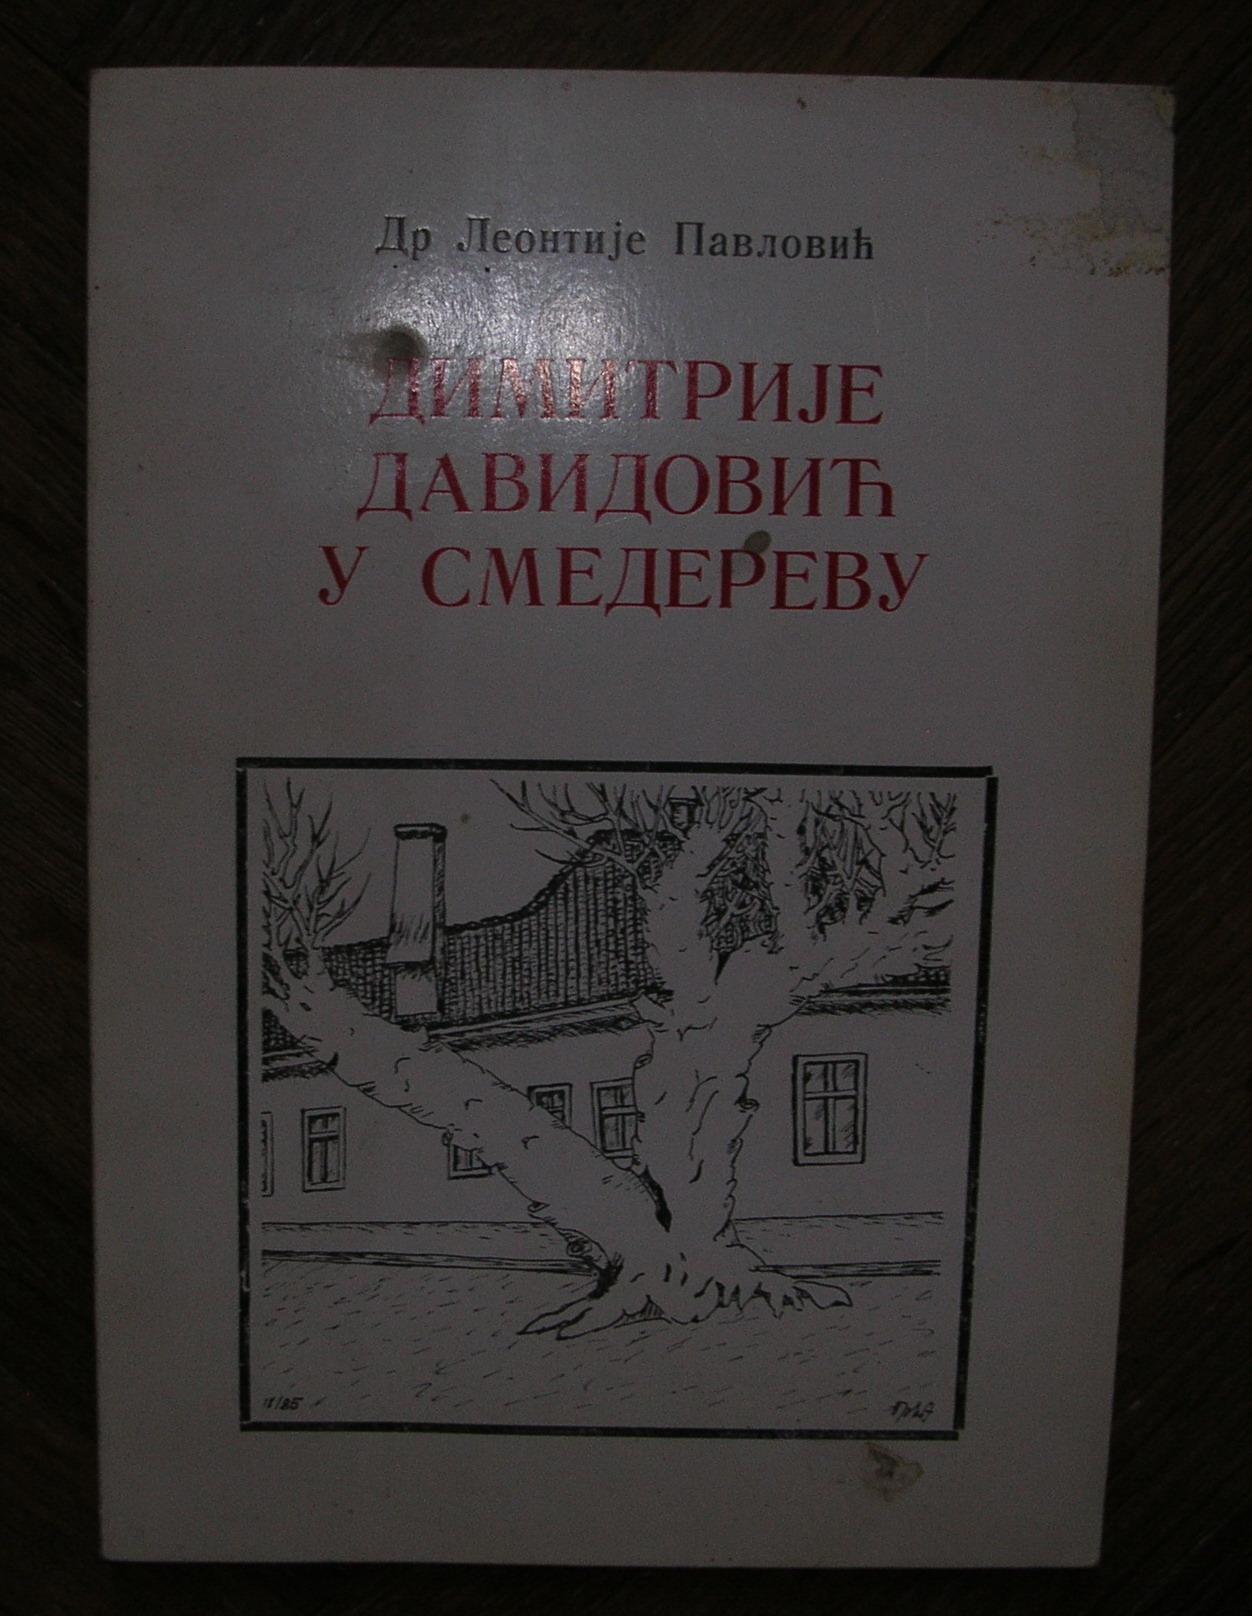 Др Леонтије Павловић
ДИМИТРИЈЕ
ДАВИДОВИЋ
У СМЕДЕРЕВУ